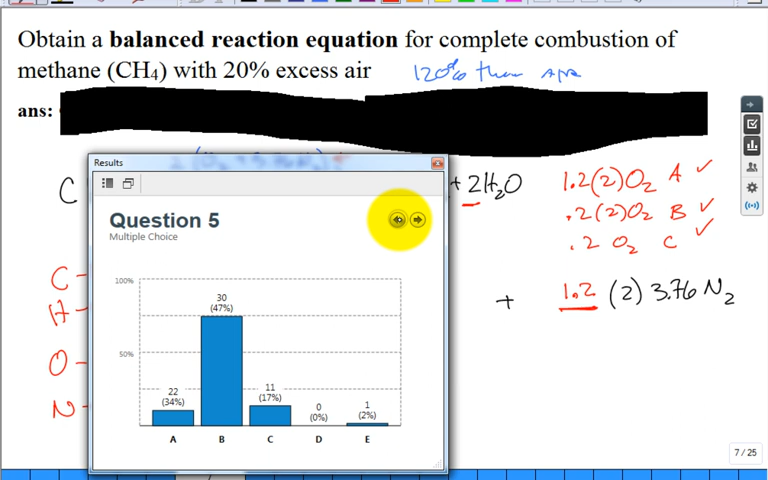 Obtain a balanced reaction equation for complete combustion of
methane (CH4) with 20% excess air 120% than
ans:
C
+ 2H₂O
1.2(2)O₂ A ✓
.2(2)O₂ B ✓
.2 O₂ C ✓
+ 1.2 (2) 3.76 N₂
C-
H-
O-
N-
Results
Question 5
Multiple Choice
100%
50%
22
(34%)
30
(47%)
11
(17%)
0
(0%)
1
(2%)
A B C D E
7 / 25